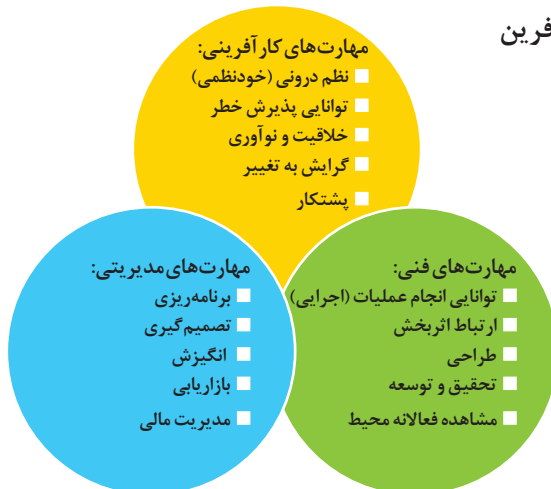 فرین
مهارت‌های کارآفرینی:
نظم درونی (خودنظمی)
توانایی پذیرش خطر
خلاقیت و نوآوری
گرایش به تغییر
پشتکار
مهارت‌های فنی:
توانایی انجام عملیات (اجرایی)
ارتباط اثربخش
طراحی
تحقیق و توسعه
مشاهده فعالانه محیط
مهارت‌های مدیریتی:
برنامه‌ریزی
تصمیم‌گیری
انگیزش
بازاریابی
مدیریت مالی